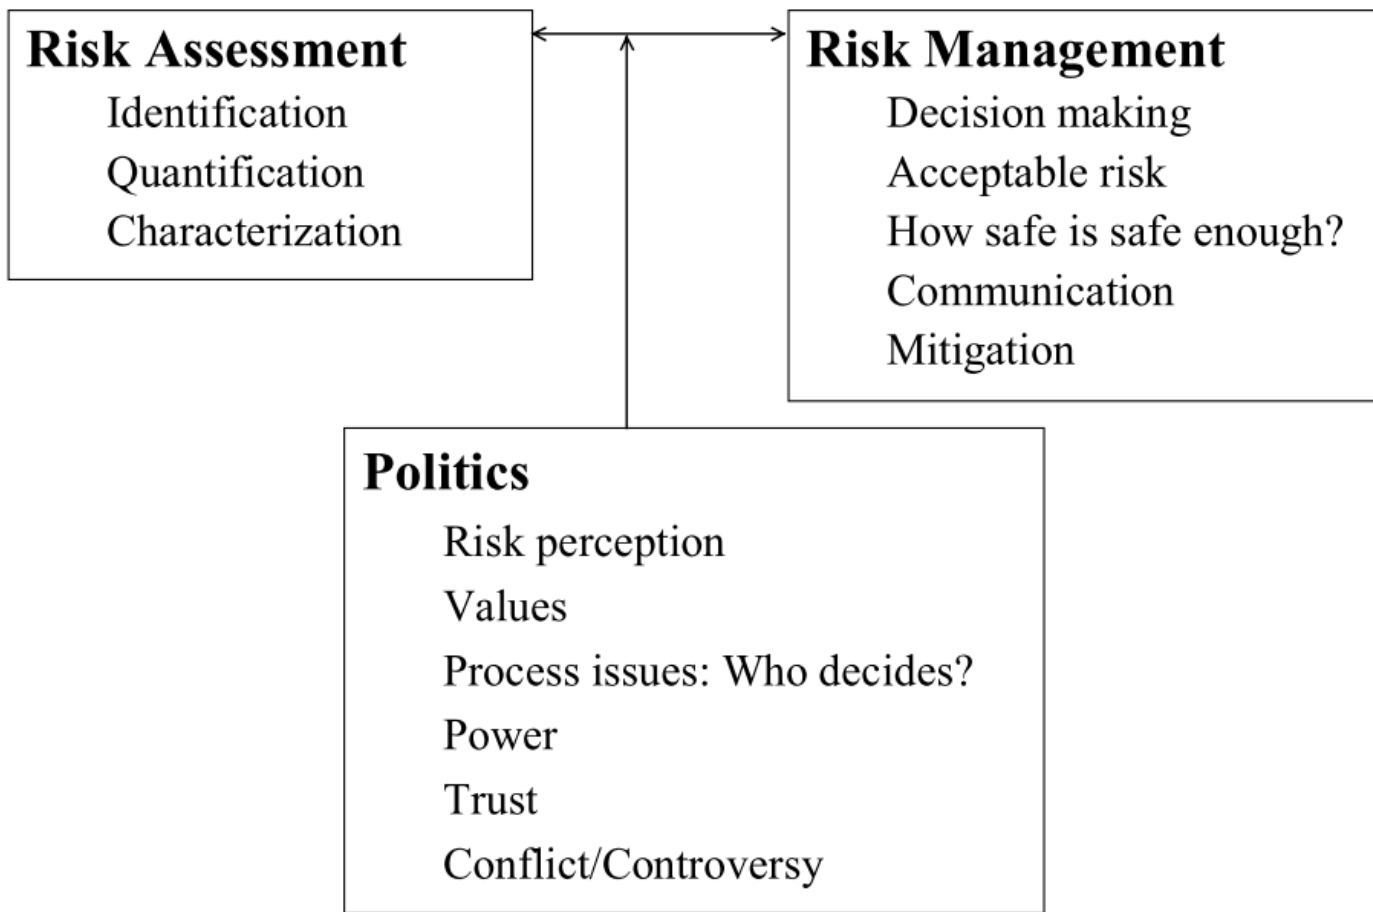 Risk Assessment
Identification
Quantification
Characterization
Risk Management
Decision making
Acceptable risk
How safe is safe enough?
Communication
Mitigation
Politics
Risk perception
Values
Process issues: Who decides?
Power
Trust
Conflict/Controversy